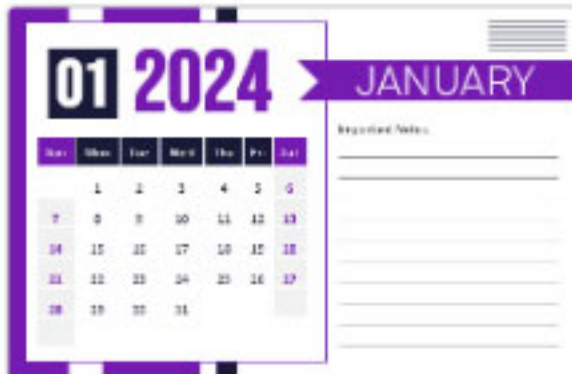 01 2024
JANUARY
Important Notes:
Sun Mon Tue Wed Thu Fri Sat
1 2 3 4 5 6
7 8 9 10 11 12 13
14 15 16 17 18 19 20
21 22 23 24 25 26 27
28 29 30 31